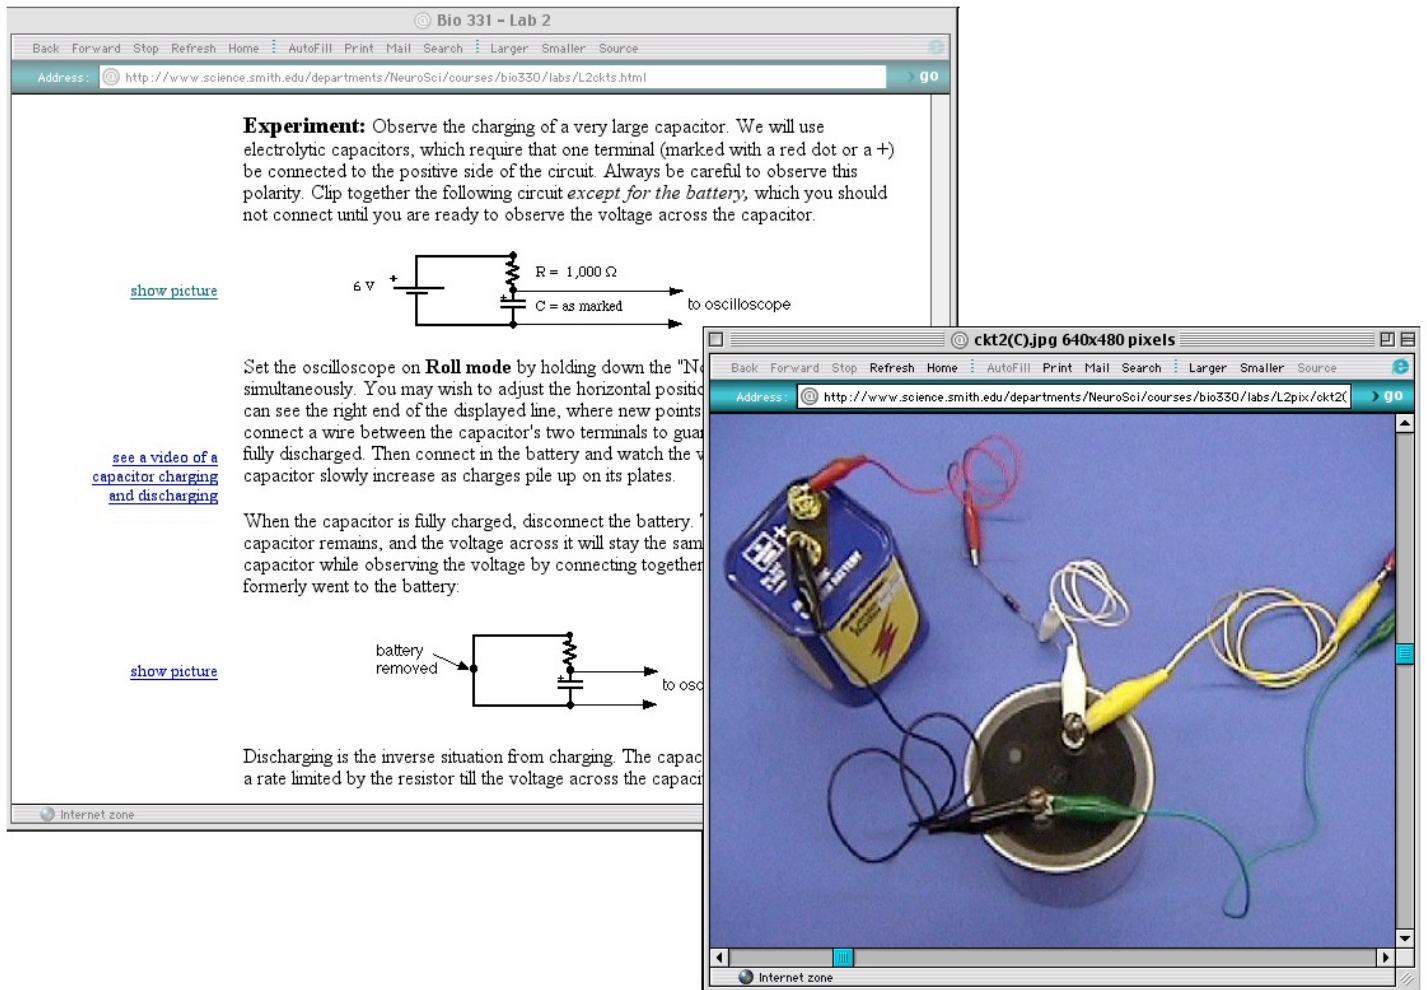 Bio 331 – Lab 2
Back Forward Stop Refresh Home AutoFill Print Mail Search Larger Smaller Source
Address: http://www.science.smith.edu/departments/NeuroSci/courses/bio330/labs/L2ckts.html go
Experiment: Observe the charging of a very large capacitor. We will use
electrolytic capacitors, which require that one terminal (marked with a red dot or a +)
be connected to the positive side of the circuit. Always be careful to observe this
polarity. Clip together the following circuit except for the battery, which you should
not connect until you are ready to observe the voltage across the capacitor.
show picture
6 V
+
R = 1,000 Ω
+
C = as marked
to oscilloscope
Set the oscilloscope on Roll mode by holding down the "No
simultaneously. You may wish to adjust the horizontal positio
can see the right end of the displayed line, where new points
connect a wire between the capacitor's two terminals to guar
fully discharged. Then connect in the battery and watch the v
capacitor slowly increase as charges pile up on its plates.
see a video of a
capacitor charging
and discharging
When the capacitor is fully charged, disconnect the battery. T
capacitor remains, and the voltage across it will stay the sam
capacitor while observing the voltage by connecting together
formerly went to the battery:
show picture
battery
removed
+
to osc
Discharging is the inverse situation from charging. The capac
a rate limited by the resistor till the voltage across the capaci
Internet zone
ckt2(C).jpg 640x480 pixels
Back Forward Stop Refresh Home AutoFill Print Mail Search Larger Smaller Source
Address: http://www.science.smith.edu/departments/NeuroSci/courses/bio330/labs/L2pix/ckt2( go
+
BATTERY
Internet zone